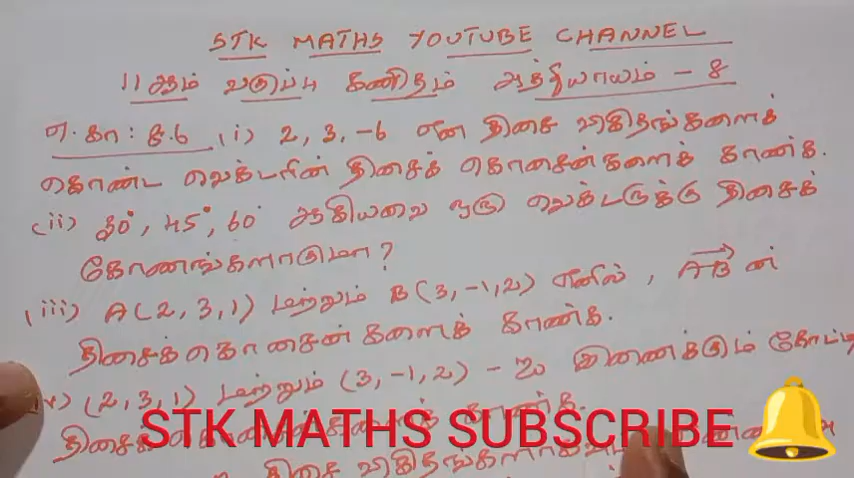 STK MATHS YOUTUBE CHANNEL
11 ஆம் வகுப்பு கணிதம் அத்தியாயம் - 8
எ.கா : 8.6 (i) 2, 3, -6 என திசை விகிதங்களைக்
கொண்ட வெக்டரின் திசைக் கொசைன்களைக் காண்க.
(ii) 30°, 45°, 60° ஆகியவை ஒரு வெக்டருக்கு திசைக்
கோணங்களாகுமா?
(iii) A(2, 3, 1) மற்றும் B(3, -1, 2) எனில், AB ன்
திசைக்கொசைன்களைக் காண்க.
(2, 3, 1) மற்றும் (3, -1, 2) - ஐ இணைக்கும்
காண்க.
STK MATHS SUBSCRIBE
திசை விகிதங்களாகவும்